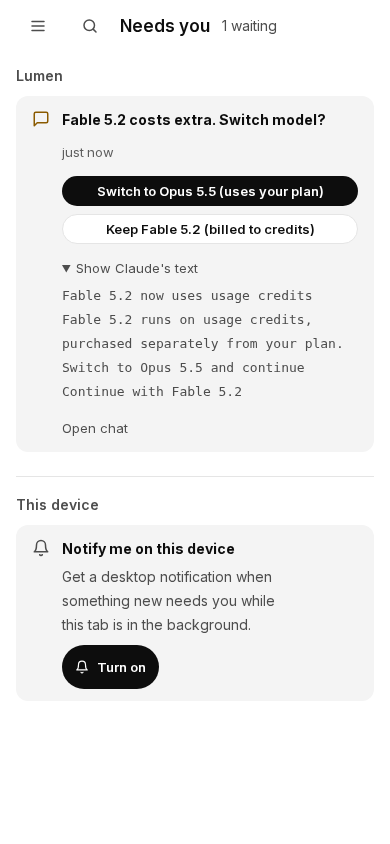 Needs you 1 waiting
Lumen
Fable 5.2 costs extra. Switch model?
just now
Switch to Opus 5.5 (uses your plan)
Keep Fable 5.2 (billed to credits)
▼ Show Claude's text
Fable 5.2 now uses usage credits
Fable 5.2 runs on usage credits,
purchased separately from your plan.
Switch to Opus 5.5 and continue
Continue with Fable 5.2
Open chat
This device
Notify me on this device
Get a desktop notification when
something new needs you while
this tab is in the background.
Turn on